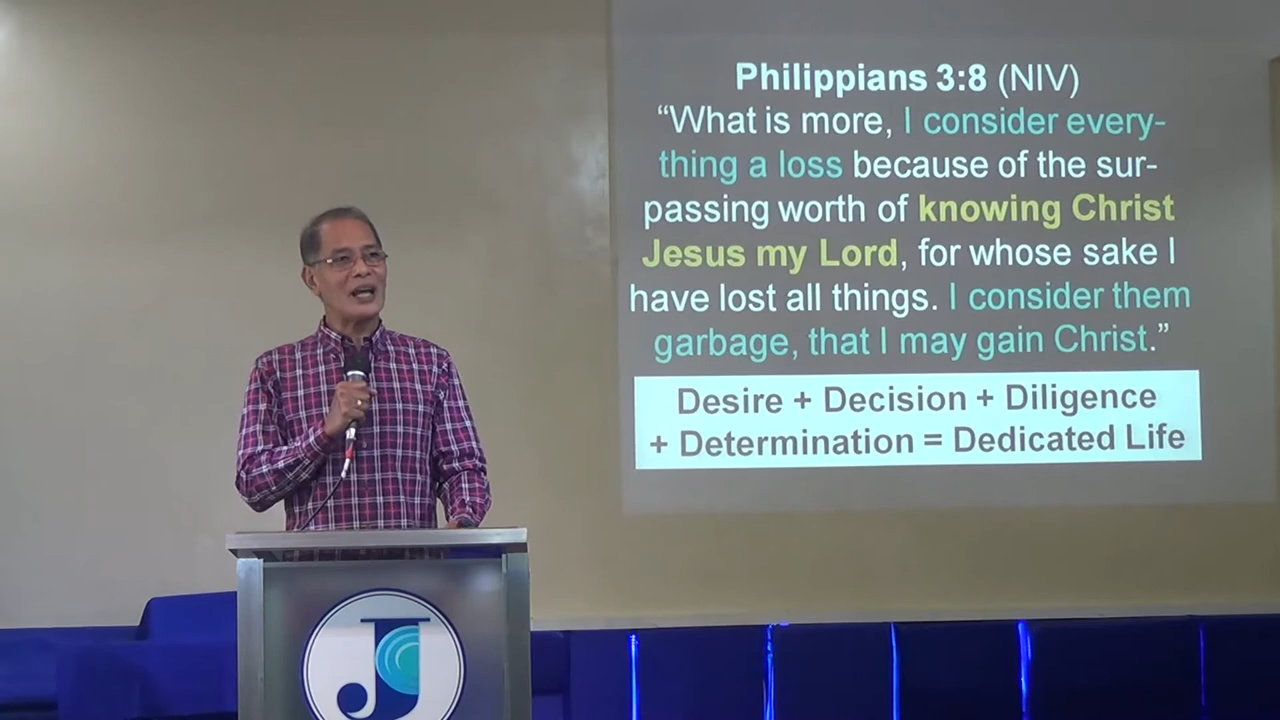 Philippians 3:8 (NIV)
“What is more, I consider every-
thing a loss because of the sur-
passing worth of knowing Christ
Jesus my Lord, for whose sake I
have lost all things. I consider them
garbage, that I may gain Christ.”
Desire + Decision + Diligence
+ Determination = Dedicated Life
J